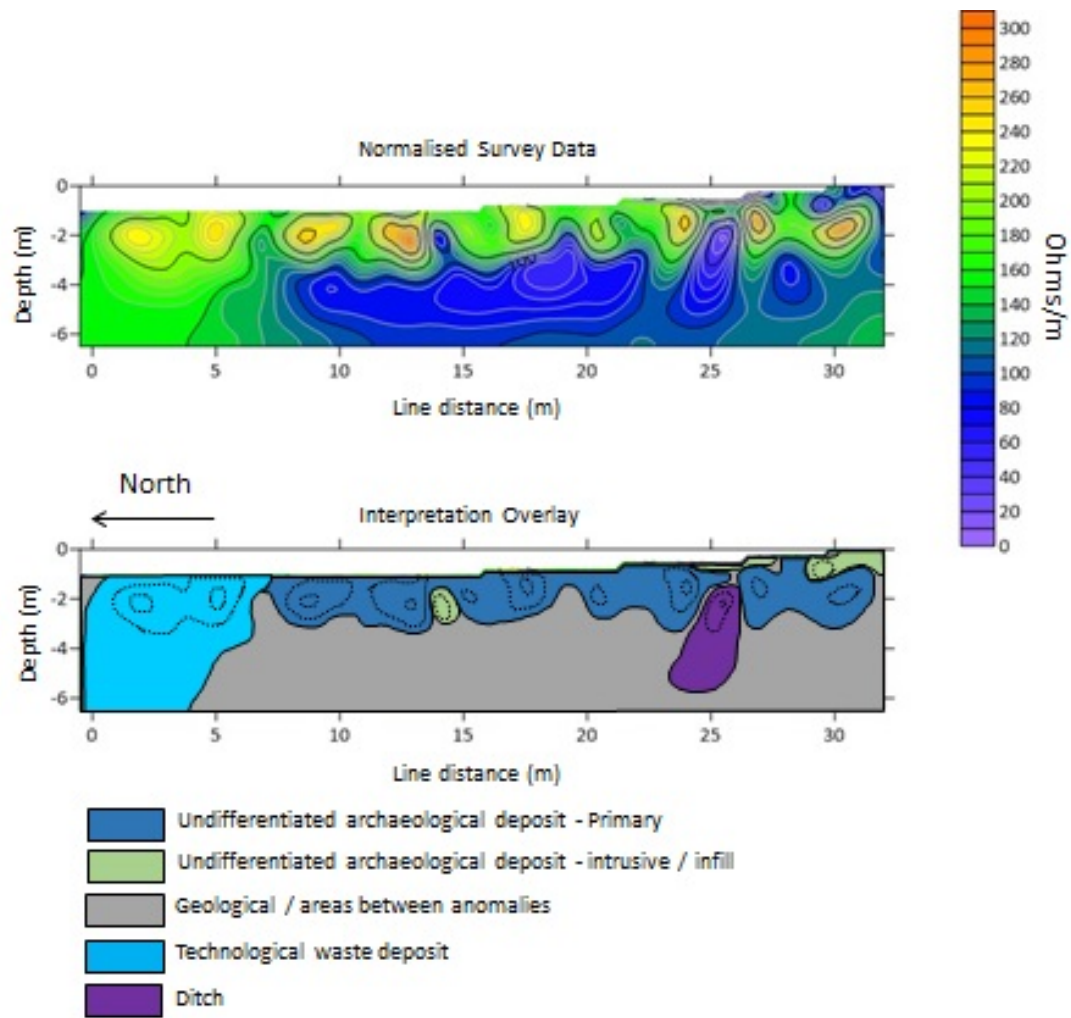 Normalised Survey Data
0
-2
-4
-6
Depth (m)
100
0 5 10 15 20 25 30
Line distance (m)
300
280
260
240
220
200
180
160
140
120
100
80
60
40
20
0
Ohms/m
North
Interpretation Overlay
0
-2
-4
-6
Depth (m)
0 5 10 15 20 25 30
Line distance (m)
Undifferentiated archaeological deposit - Primary
Undifferentiated archaeological deposit - intrusive / infill
Geological / areas between anomalies
Technological waste deposit
Ditch